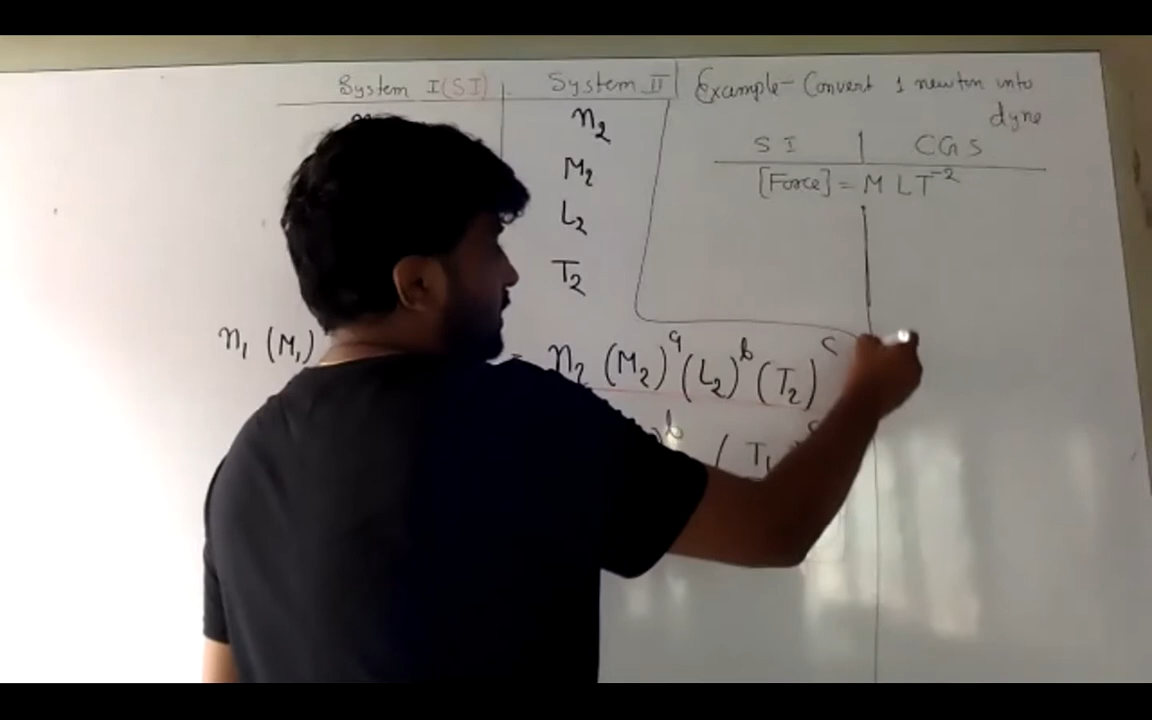 System I (SI)
System II
n₂
M₂
L₂
T₂
n₁ (M₁)
= n₂ (M₂)ᵃ (L₂)ᵇ (T₂)ᶜ
)ᵇ ( T₁
Example - Convert 1 newton into
dyne
SI | CGS
[Force] = M L T⁻²